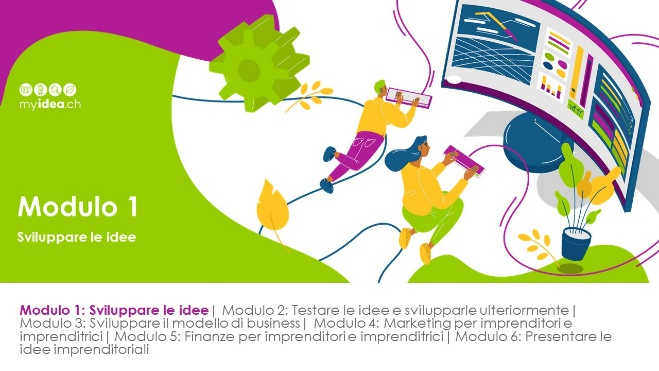 myidea.ch
Modulo 1
Sviluppare le idee
Modulo 1: Sviluppare le idee| Modulo 2: Testare le idee e svilupparle ulteriormente|
Modulo 3: Sviluppare il modello di business| Modulo 4: Marketing per imprenditori e
imprenditrici| Modulo 5: Finanze per imprenditori e imprenditrici| Modulo 6: Presentare le
idee imprenditoriali